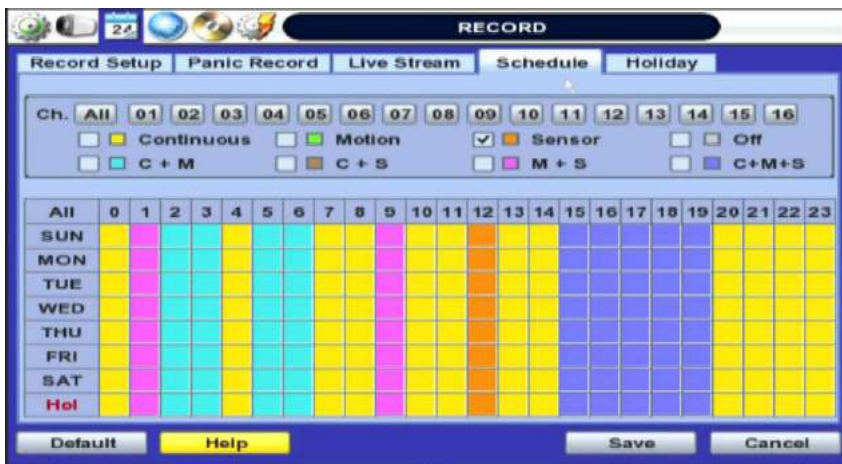 24
RECORD
Record Setup Panic Record Live Stream Schedule Holiday
Ch. All 01 02 03 04 05 06 07 08 09 10 11 12 13 14 15 16
Continuous Motion Sensor Off
C + M C + S M + S C+M+S
All 0 1 2 3 4 5 6 7 8 9 10 11 12 13 14 15 16 17 18 19 20 21 22 23
SUN
MON
TUE
WED
THU
FRI
SAT
Hol
Default Help Save Cancel